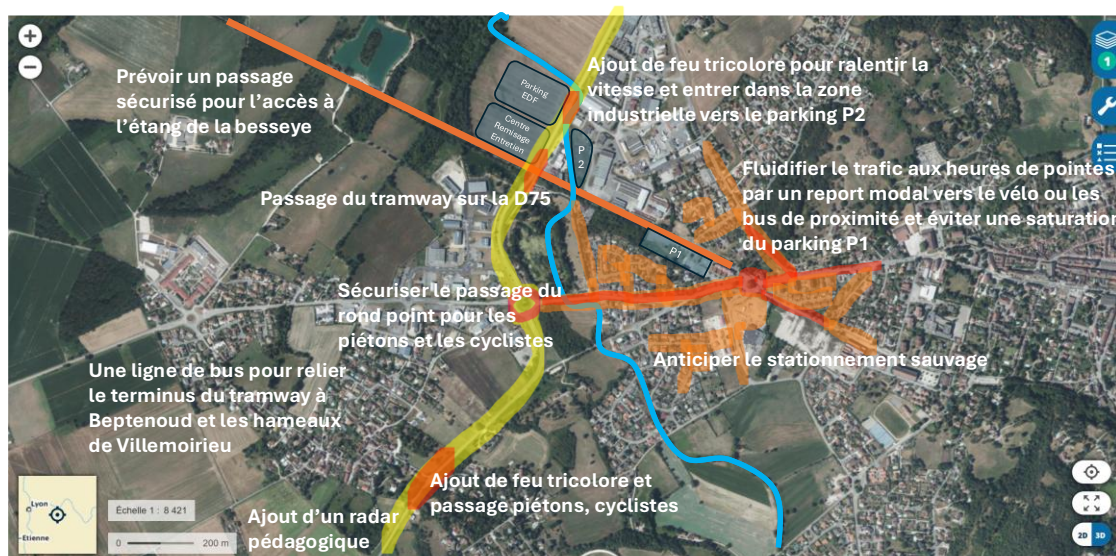 Prévoir un passage
sécurisé pour l'accès à
l'étang de la besseye
Parking
EDF
Centre
Remisage
Entretien
P
2
Ajout de feu tricolore pour ralentir la
vitesse et entrer dans la zone
industrielle vers le parking P2
1
Passage du tramway sur la D75
Fluidifier le trafic aux heures de pointes
par un report modal vers le vélo ou les
bus de proximité et éviter une saturation
du parking P1
P1
Sécuriser le passage du
rond point pour les
piétons et les cyclistes
Anticiper le stationnement sauvage
Une ligne de bus pour relier
le terminus du tramway à
Beptenoud et les hameaux
de Villemoirieu
Ajout de feu tricolore et
passage piétons, cyclistes
Ajout d'un radar
pédagogique
Lyon
-Etienne
Échelle 1 : 8 421
0 200 m
2D 3D